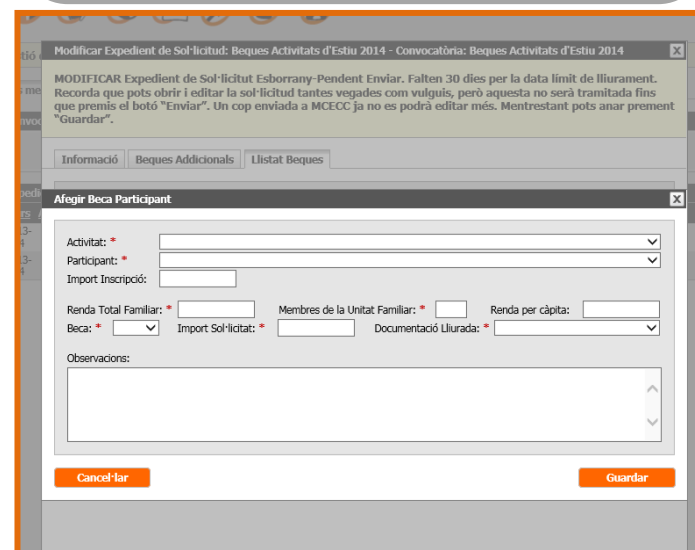 Modificar Expedient de Sol·licitud: Beques Activitats d'Estiu 2014 - Convocatòria: Beques Activitats d'Estiu 2014 X
MODIFICAR Expedient de Sol·licitut Esborrany-Pendent Enviar. Falten 30 dies per la data límit de lliurament.
Recorda que pots obrir i editar la sol·licitud tantes vegades com vulguis, però aquesta no serà tramitada fins
que premis el botó "Enviar". Un cop enviada a MCECC ja no es podrà editar més. Mentrestant pots anar prement
"Guardar".
Informació Beques Addicionals Llistat Beques
Afegir Beca Participant X
Activitat: *
Participant: *
Import Inscripció:
Renda Total Familiar: * Membres de la Unitat Familiar: * Renda per càpita:
Beca: * Import Sol·licitat: * Documentació Lliurada: *
Observacions:
Cancel·lar Guardar